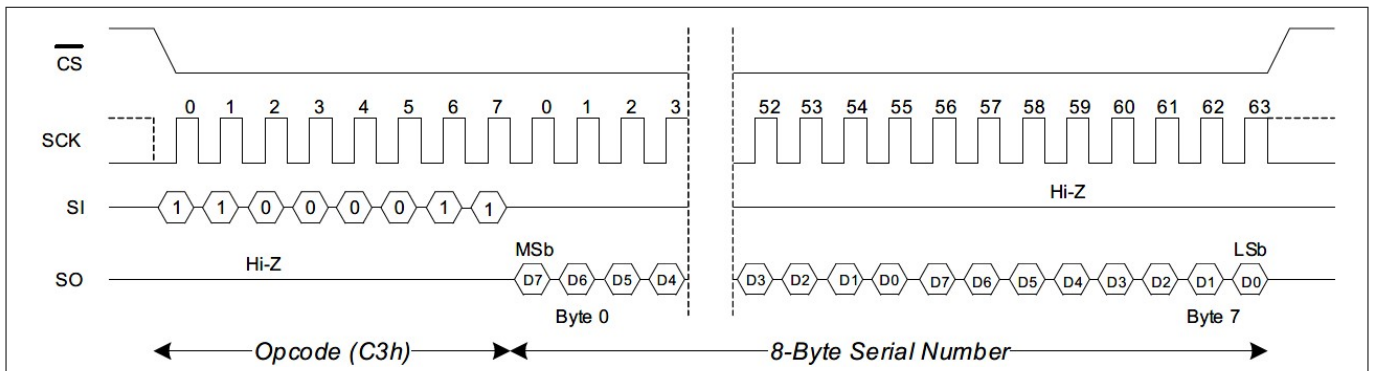 CS
0 1 2 3 4 5 6 7 0 1 2 3 52 53 54 55 56 57 58 59 60 61 62 63
SCK
Hi-Z
SI 1 1 0 0 0 0 1 1
MSb LSb
Hi-Z
SO D7 D6 D5 D4 D3 D2 D1 D0 D7 D6 D5 D4 D3 D2 D1 D0
Byte 0 Byte 7
Opcode (C3h) 8-Byte Serial Number